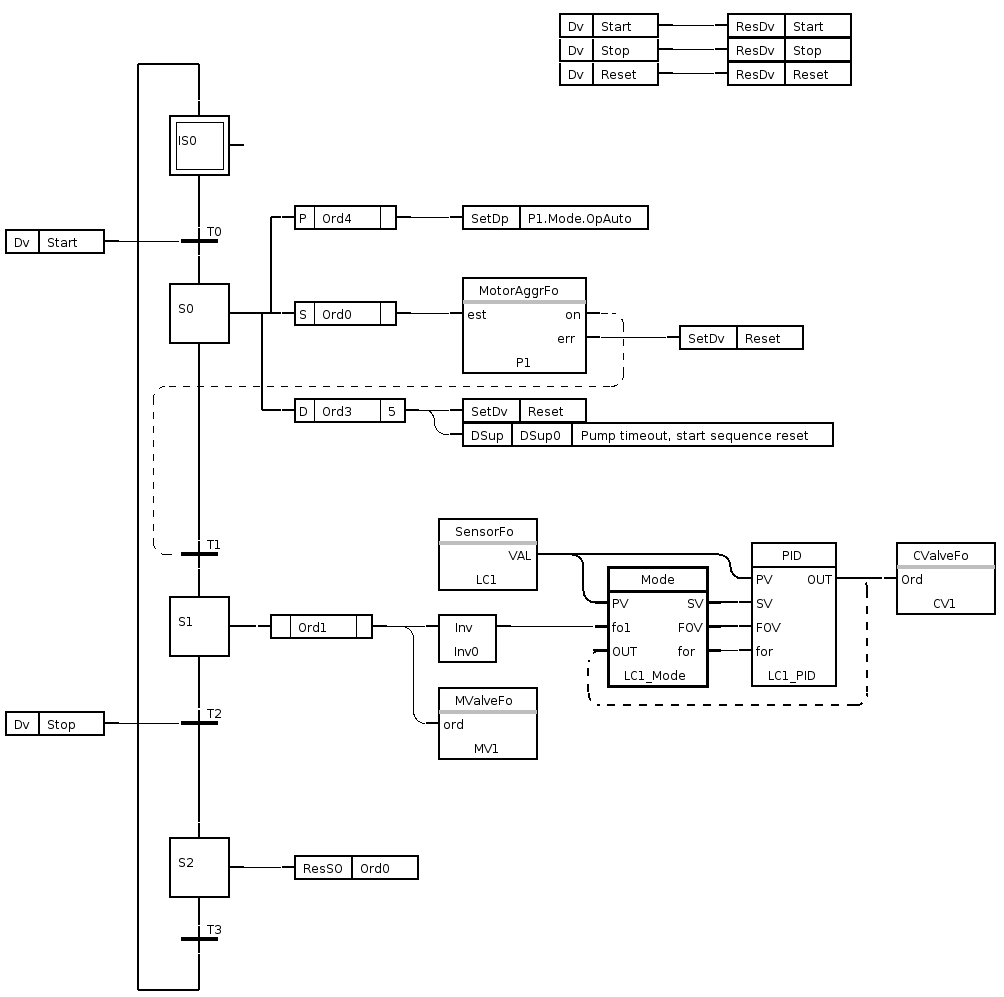 Dv Start ResDv Start
Dv Stop ResDv Stop
Dv Reset ResDv Reset
IS0
P Ord4 SetDp P1.Mode.OpAuto
Dv Start T0
S0
S Ord0
MotorAggrFo
est on
err
P1
SetDv Reset
D Ord3 5 SetDv Reset
DSup DSup0 Pump timeout, start sequence reset
T1
SensorFo
VAL
LC1
Mode
PV SV
fo1 FOV
OUT for
LC1_Mode
PID
PV OUT
SV
FOV
for
LC1_PID
CValveFo
Ord
CV1
S1
Ord1
Inv
Inv0
MValveFo
ord
MV1
Dv Stop T2
S2
ResSO Ord0
T3